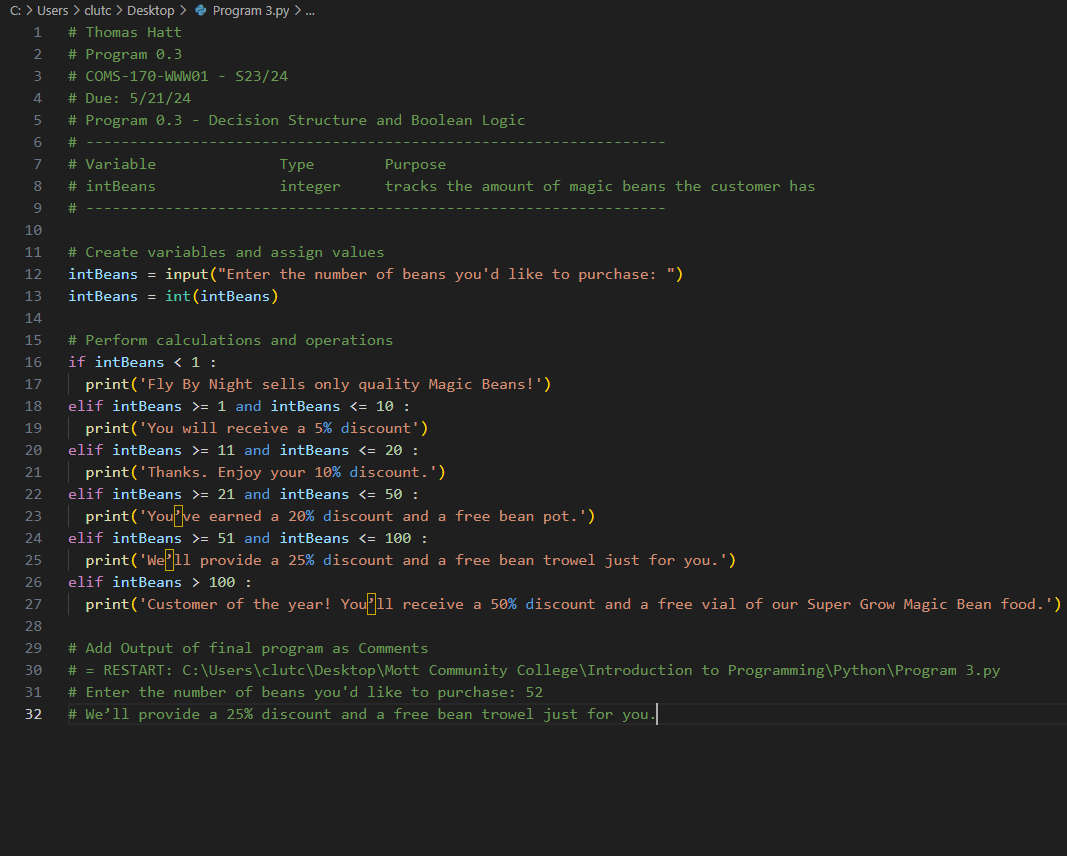 C: > Users > clutc > Desktop > Program 3.py > ...
1 # Thomas Hatt
2 # Program 0.3
3 # COMS-170-WWW01 - S23/24
4 # Due: 5/21/24
5 # Program 0.3 - Decision Structure and Boolean Logic
6 # ------------------------------------------------------------------
7 # Variable              Type        Purpose
8 # intBeans              integer     tracks the amount of magic beans the customer has
9 # ------------------------------------------------------------------
10
11 # Create variables and assign values
12 intBeans = input("Enter the number of beans you'd like to purchase: ")
13 intBeans = int(intBeans)
14
15 # Perform calculations and operations
16 if intBeans < 1 :
17   print('Fly By Night sells only quality Magic Beans!')
18 elif intBeans >= 1 and intBeans <= 10 :
19   print('You will receive a 5% discount')
20 elif intBeans >= 11 and intBeans <= 20 :
21   print('Thanks. Enjoy your 10% discount.')
22 elif intBeans >= 21 and intBeans <= 50 :
23   print('You’ve earned a 20% discount and a free bean pot.')
24 elif intBeans >= 51 and intBeans <= 100 :
25   print('We’ll provide a 25% discount and a free bean trowel just for you.')
26 elif intBeans > 100 :
27   print('Customer of the year! You’ll receive a 50% discount and a free vial of our Super Grow Magic Bean food.')
28
29 # Add Output of final program as Comments
30 # = RESTART: C:\Users\clutc\Desktop\Mott Community College\Introduction to Programming\Python\Program 3.py
31 # Enter the number of beans you'd like to purchase: 52
32 # We’ll provide a 25% discount and a free bean trowel just for you.